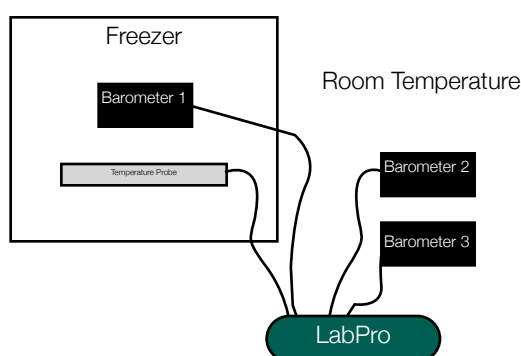 Freezer
Barometer 1
Temperature Probe
Room Temperature
Barometer 2
Barometer 3
LabPro